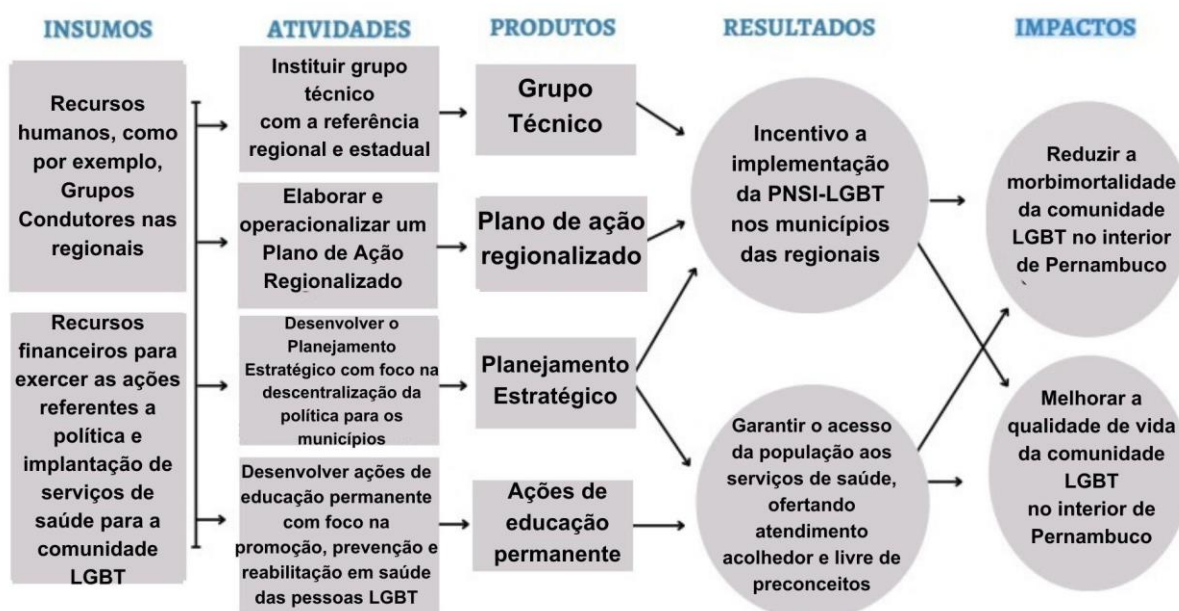 INSUMOS
ATIVIDADES
PRODUTOS
RESULTADOS
IMPACTOS
Recursos
humanos, como
por exemplo,
Grupos
Condutores nas
regionais
Recursos
financeiros para
exercer as ações
referentes a
política e
implantação de
serviços de
saúde para a
comunidade
LGBT
Instituir grupo
técnico
com a referência
regional e estadual
Elaborar e
operacionalizar um
Plano de Ação
Regionalizado
Desenvolver o
Planejamento
Estratégico com foco na
descentralização da
política para os
municípios
Desenvolver ações de
educação permanente
com foco na
promoção, prevenção e
reabilitação em saúde
das pessoas LGBT
Grupo
Técnico
Plano de ação
regionalizado
Planejamento
Estratégico
Ações de
educação
permanente
Incentivo a
implementação
da PNSI-LGBT
nos municípios
das regionais
Garantir o acesso
da população aos
serviços de saúde,
ofertando
atendimento
acolhedor e livre de
preconceitos
Reduzir a
morbimortalidade
da comunidade
LGBT no interior
de Pernambuco
Melhorar a
qualidade de vida
da comunidade
LGBT
no interior de
Pernambuco